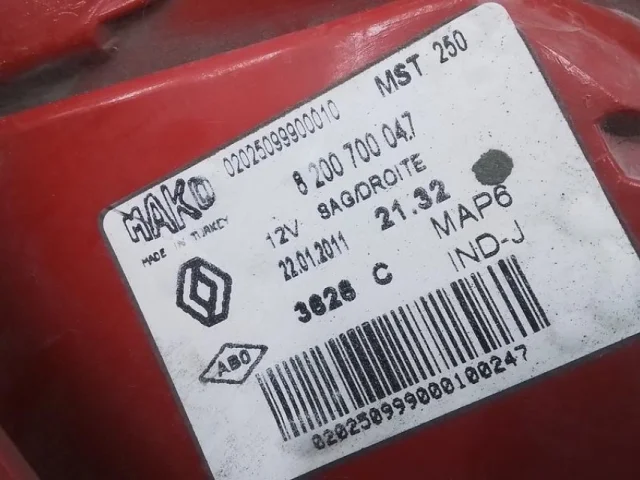 MAKO 02025099900010 MST 250
MADE IN TURKEY 8 200 700 047
12V SAG/DROITE
22.01.2011 21.32 MAP6
3626 C IND-J
ABO
020250999000100247